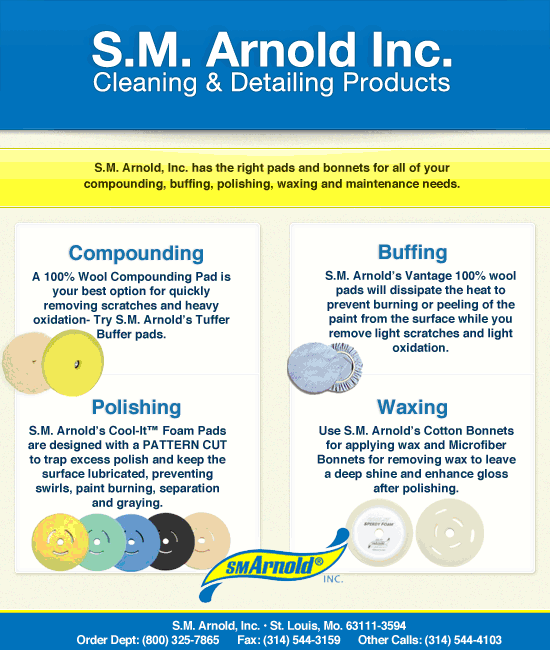 S.M. Arnold Inc.
Cleaning & Detailing Products
S.M. Arnold, Inc. has the right pads and bonnets for all of your
compounding, buffing, polishing, waxing and maintenance needs.
Compounding
A 100% Wool Compounding Pad is
your best option for quickly
removing scratches and heavy
oxidation- Try S.M. Arnold's Tuffer
Buffer pads.
Buffing
S.M. Arnold's Vantage 100% wool
pads will dissipate the heat to
prevent burning or peeling of the
paint from the surface while you
remove light scratches and light
oxidation.
Polishing
S.M. Arnold's Cool-It™ Foam Pads
are designed with a PATTERN CUT
to trap excess polish and keep the
surface lubricated, preventing
swirls, paint burning, separation
and graying.
Waxing
Use S.M. Arnold's Cotton Bonnets
for applying wax and Microfiber
Bonnets for removing wax to leave
a deep shine and enhance gloss
after polishing.
SPEEDY FOAM
SMArnold®
INC.
S.M. Arnold, Inc. · St. Louis, Mo. 63111-3594
Order Dept: (800) 325-7865 Fax: (314) 544-3159 Other Calls: (314) 544-4103